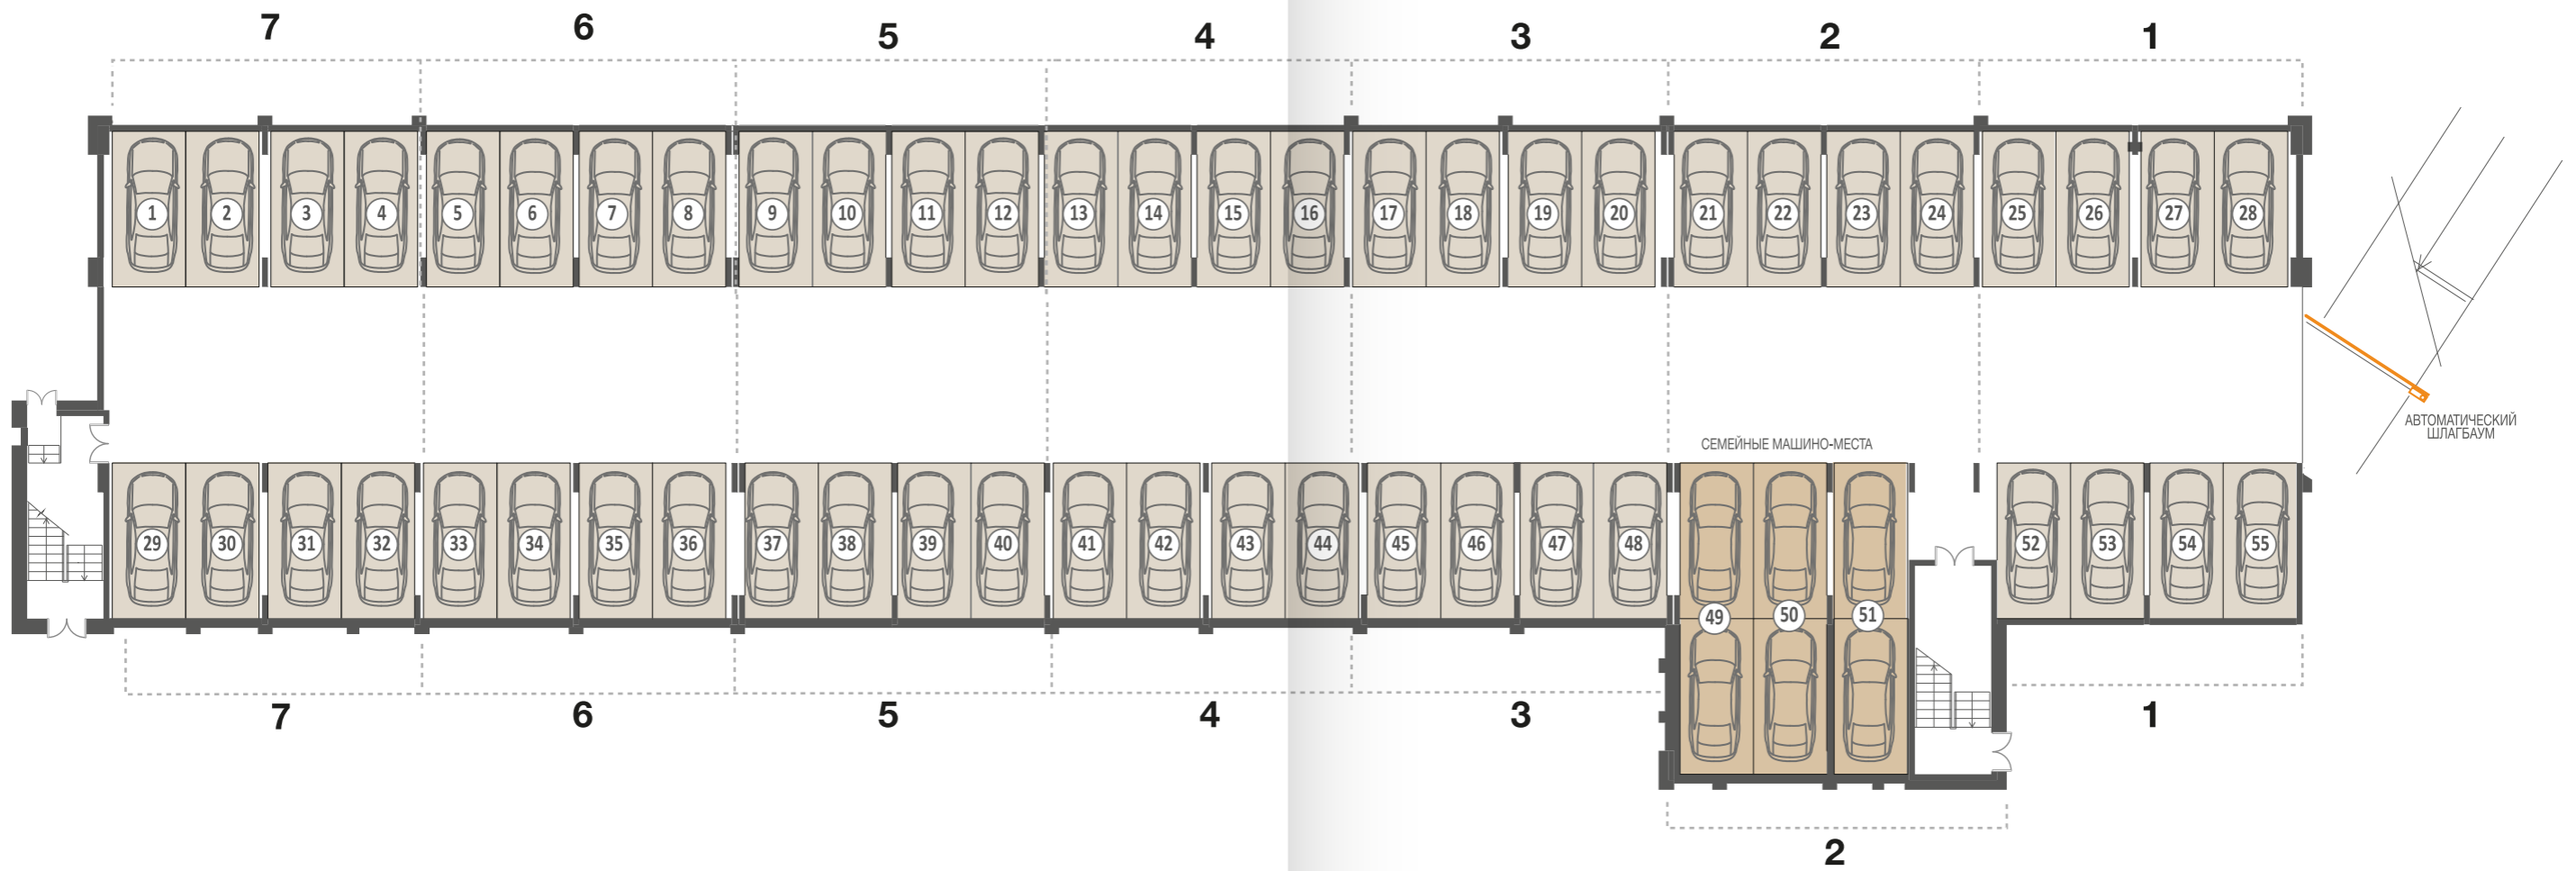 7 6 5 4 3 2 1
1 2 3 4 5 6 7 8 9 10 11 12 13 14 15 16 17 18 19 20 21 22 23 24 25 26 27 28
АВТОМАТИЧЕСКИЙ
ШЛАГБАУМ
СЕМЕЙНЫЕ МАШИНО-МЕСТА
29 30 31 32 33 34 35 36 37 38 39 40 41 42 43 44 45 46 47 48 52 53 54 55
49 50 51
7 6 5 4 3 1
2